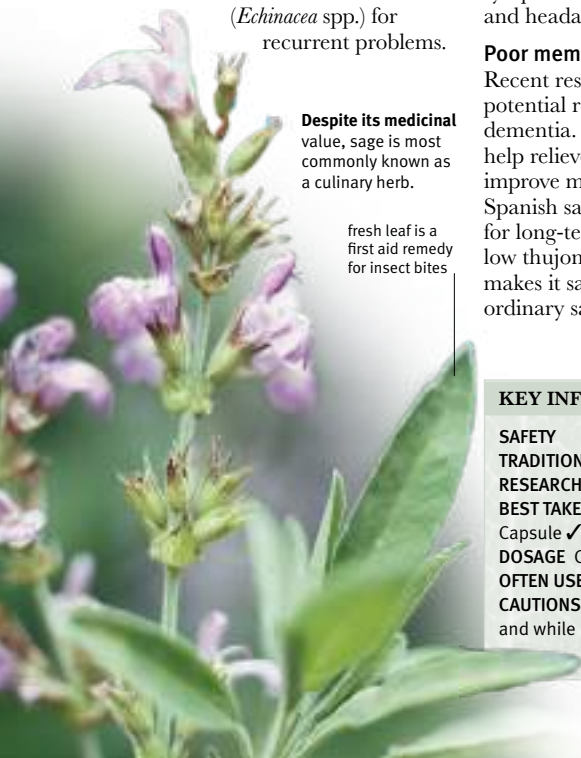 (Echinacea spp.) for
recurrent problems.
Despite its medicinal
value, sage is most
commonly known as
a culinary herb.
fresh leaf is a
first aid remedy
for insect bites
and heada
Poor mem
Recent res
potential r
dementia.
help reliev
improve m
Spanish sa
for long-te
low thujon
makes it sa
ordinary sa
KEY INF
SAFETY
TRADITION
RESEARCH
BEST TAKE
Capsule ✓
DOSAGE
OFTEN USE
CAUTIONS
and while